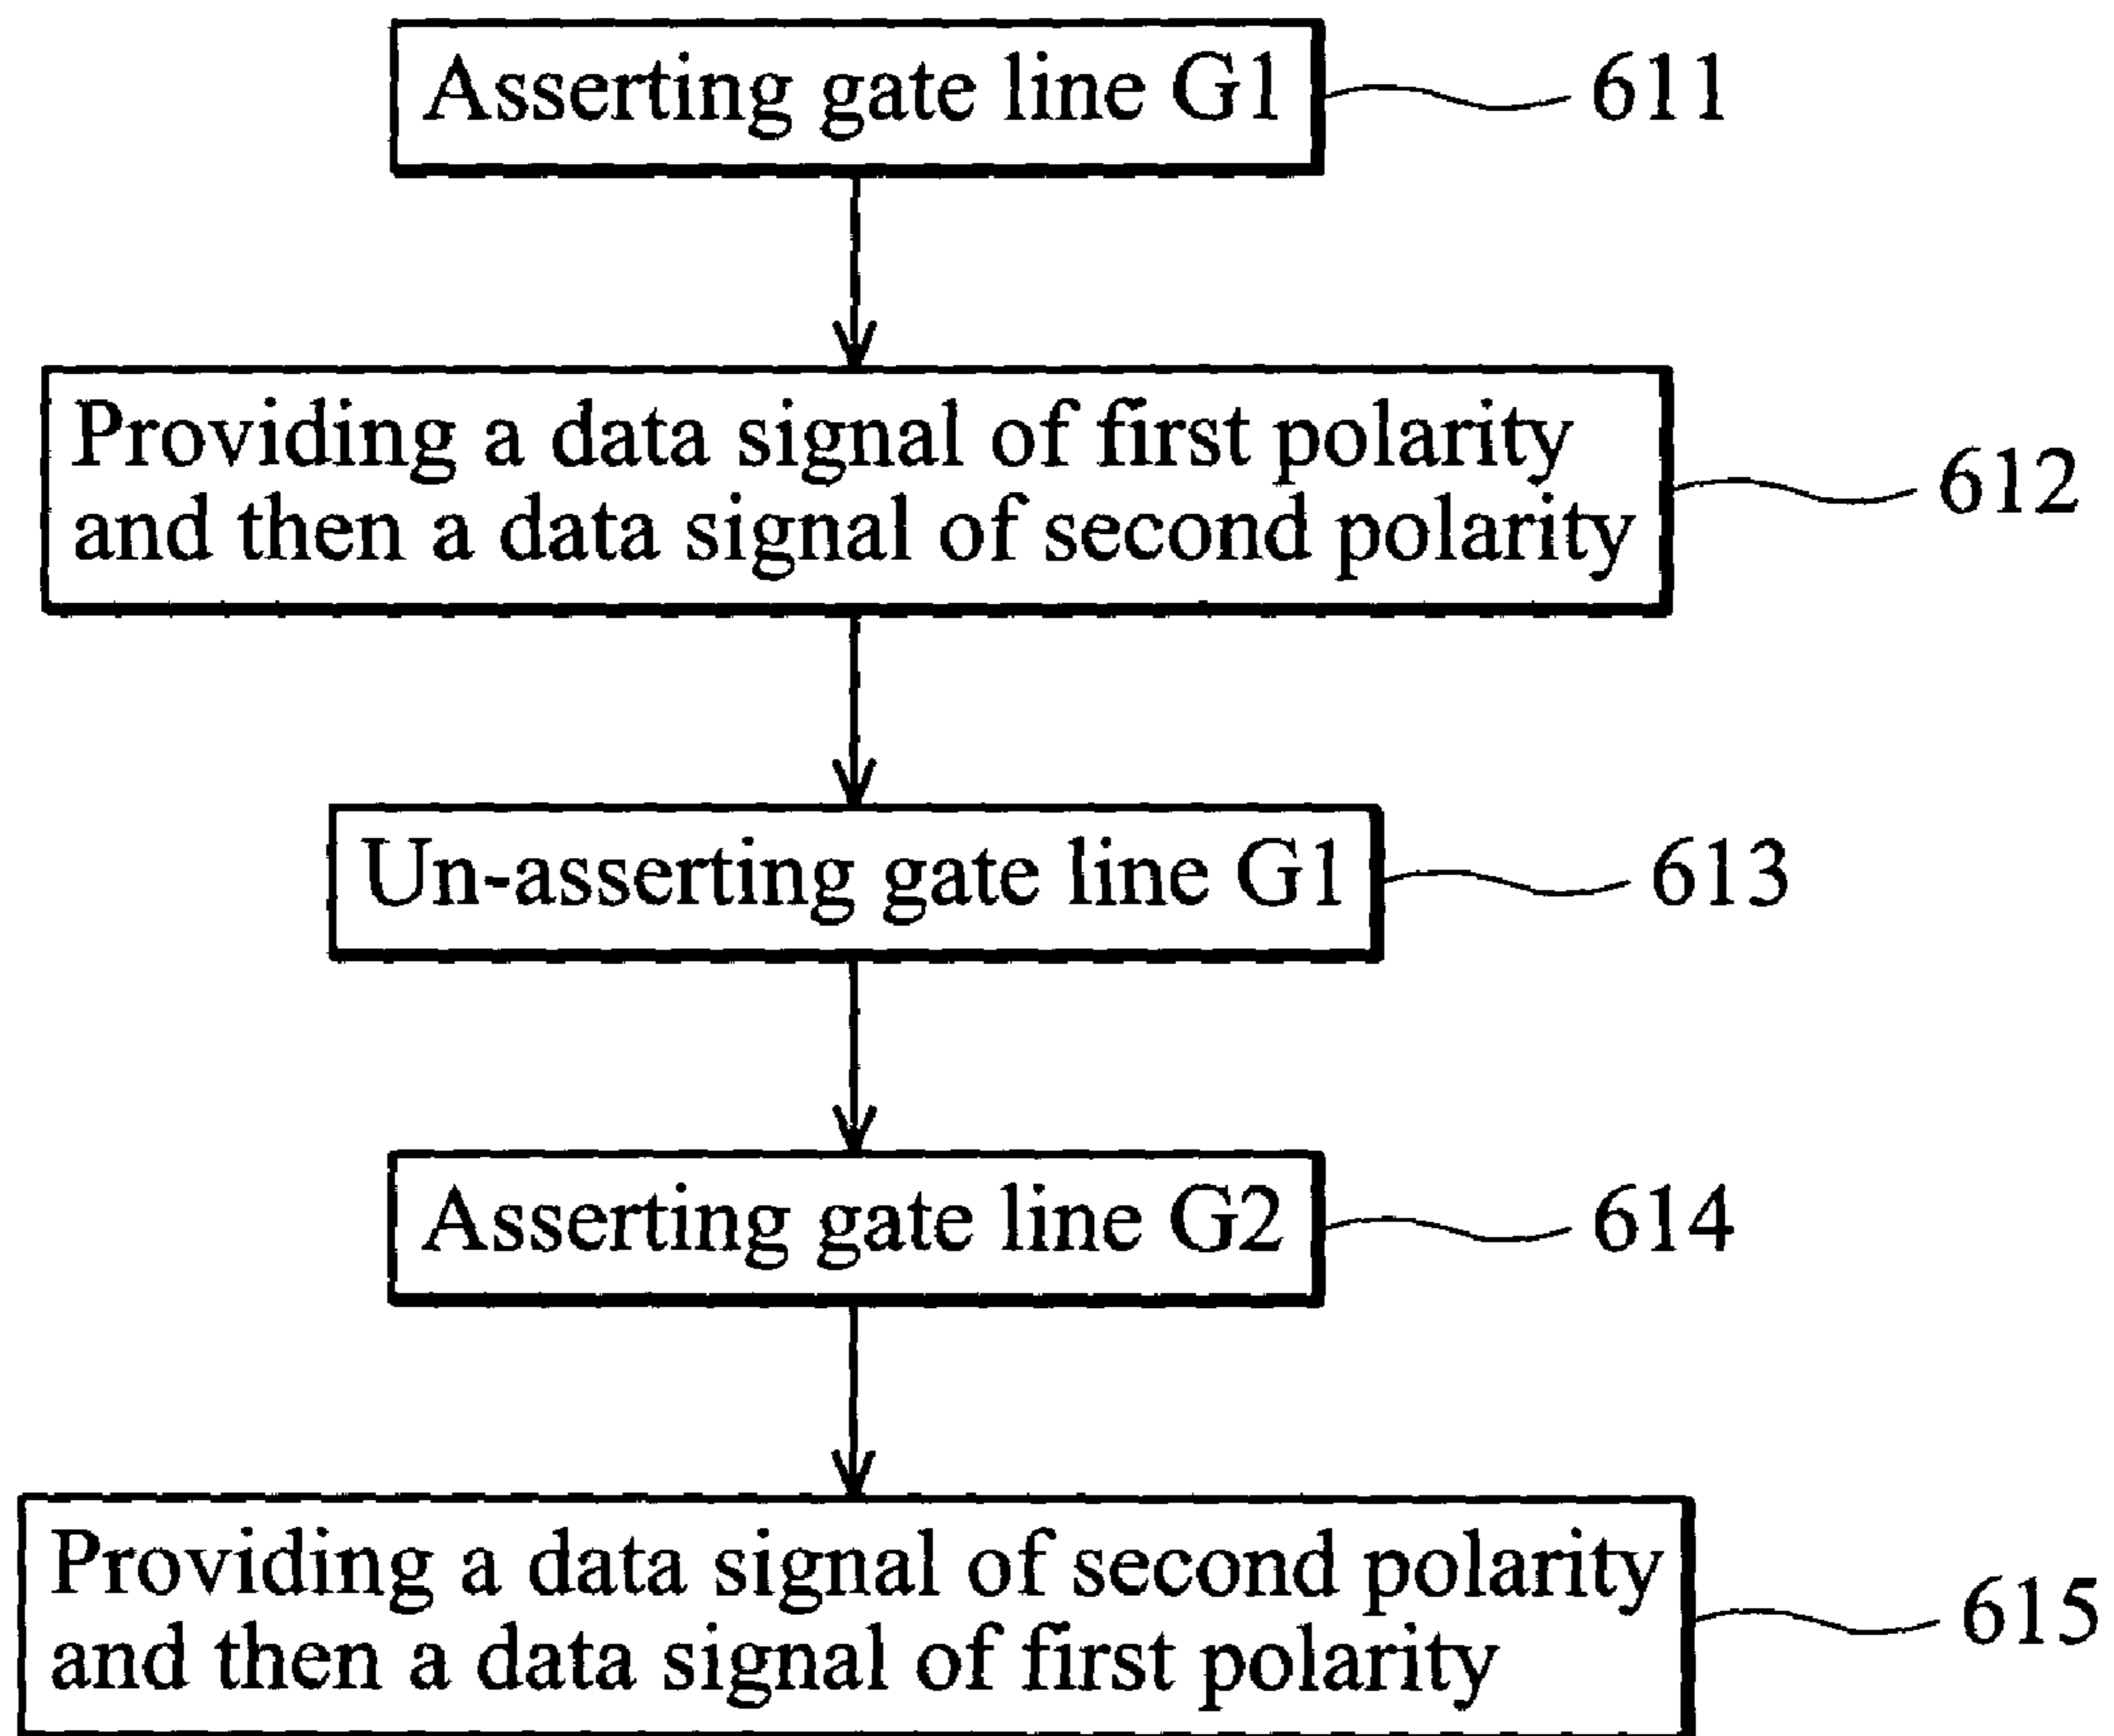 Asserting gate line G1
611
Providing a data signal of first polarity
and then a data signal of second polarity
612
Un-asserting gate line G1
613
Asserting gate line G2
614
Providing a data signal of second polarity
and then a data signal of first polarity
615